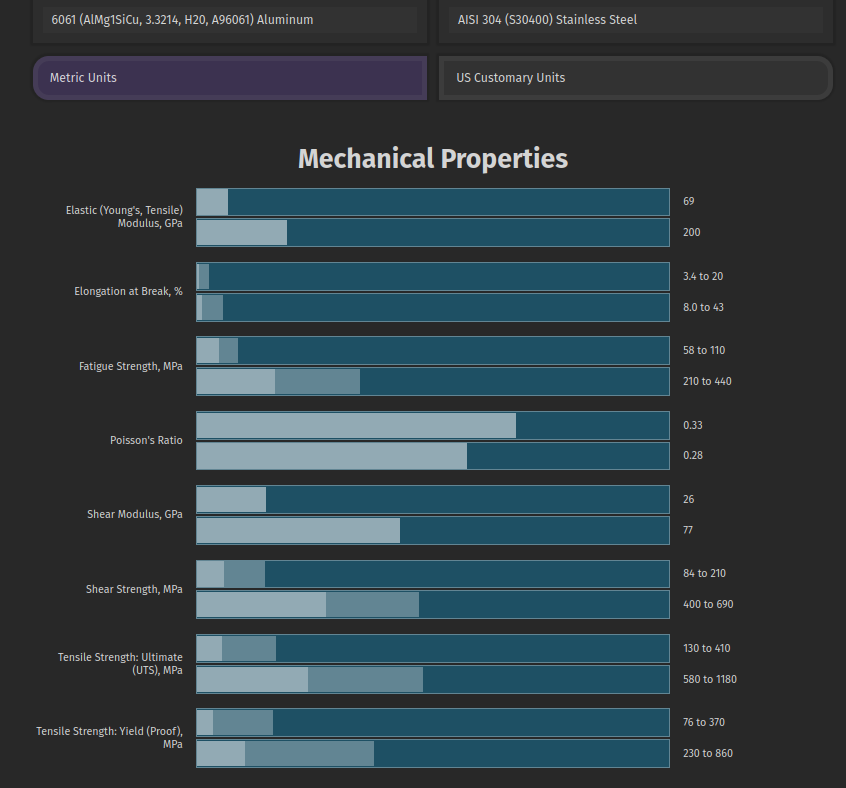 6061 (AlMg1SiCu, 3.3214, H20, A96061) Aluminum
AISI 304 (S30400) Stainless Steel
Metric Units
US Customary Units
Mechanical Properties
Elastic (Young's, Tensile)
Modulus, GPa
69
200
Elongation at Break, %
3.4 to 20
8.0 to 43
Fatigue Strength, MPa
58 to 110
210 to 440
Poisson's Ratio
0.33
0.28
Shear Modulus, GPa
26
77
Shear Strength, MPa
84 to 210
400 to 690
Tensile Strength: Ultimate
(UTS), MPa
130 to 410
580 to 1180
Tensile Strength: Yield (Proof),
MPa
76 to 370
230 to 860